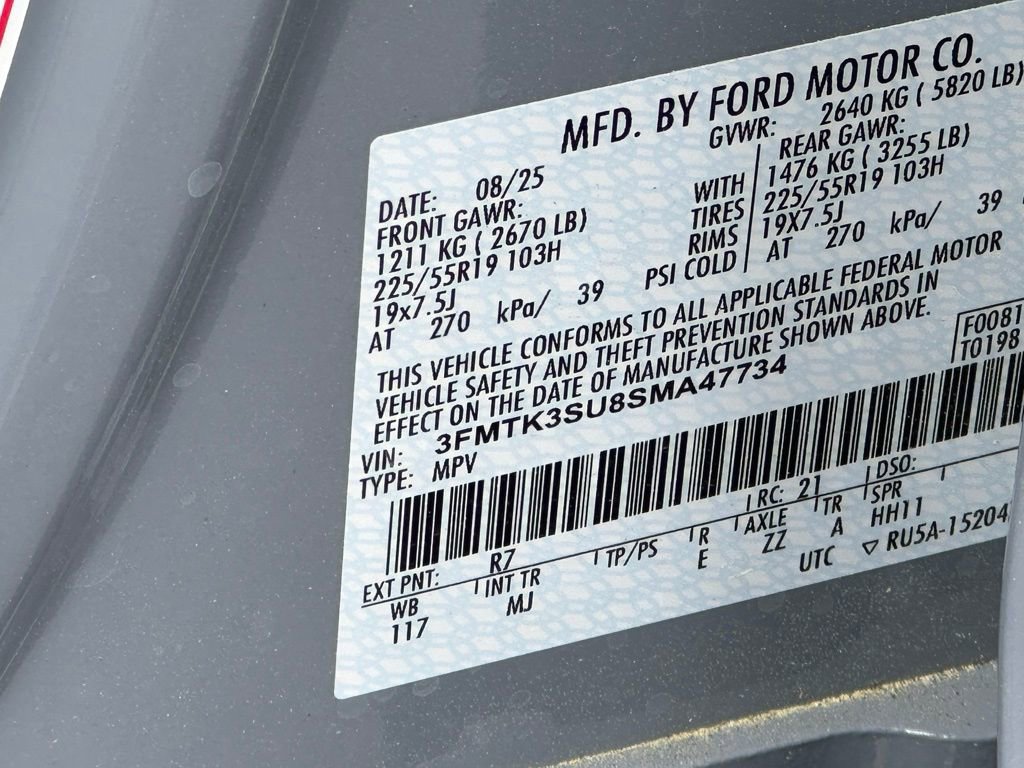 MFD. BY FORD MOTOR CO.
DATE: 08/25 GVWR: 2640 KG ( 5820 LB)
FRONT GAWR: REAR GAWR:
1211 KG ( 2670 LB) WITH 1476 KG ( 3255 LB)
225/55R19 103H TIRES 225/55R19 103H
19x7.5J RIMS 19X7.5J
AT 270 kPa/ 39 PSI COLD AT 270 kPa/ 39
THIS VEHICLE CONFORMS TO ALL APPLICABLE FEDERAL MOTOR
VEHICLE SAFETY AND THEFT PREVENTION STANDARDS IN
EFFECT ON THE DATE OF MANUFACTURE SHOWN ABOVE.
F0081
T0198
VIN: 3FMTK3SU8SMA47734
TYPE: MPV
EXT PNT: R7 RC: 21 DSO:
WB INT TR TP/PS R AXLE TR SPR
117 MJ E ZZ A HH11
UTC ▽ RU5A-15204